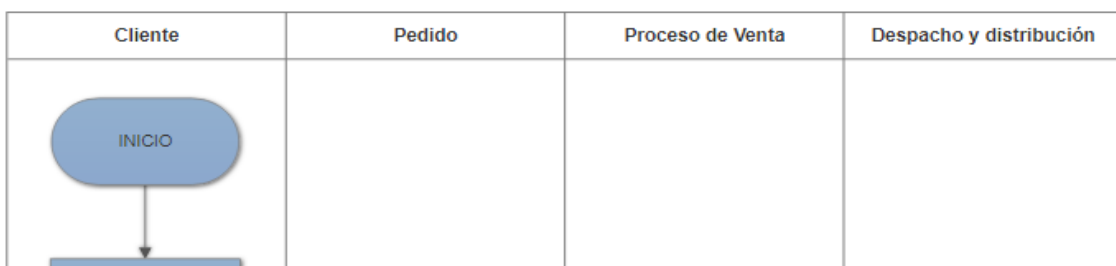 Cliente Pedido Proceso de Venta Despacho y distribución
INICIO